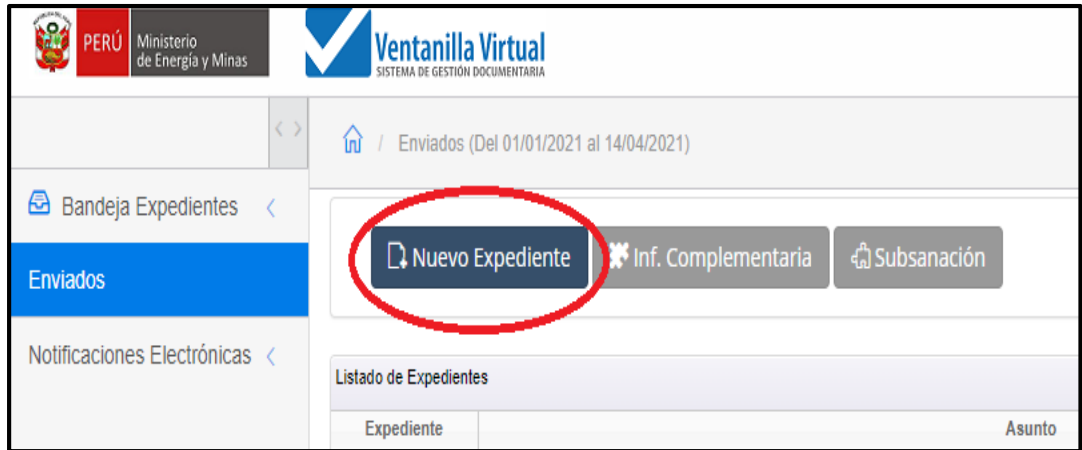 PERÚ
Ministerio
de Energía y Minas
Ventanilla Virtual
SISTEMA DE GESTIÓN DOCUMENTARIA
/ Enviados (Del 01/01/2021 al 14/04/2021)
Bandeja Expedientes
Enviados
Notificaciones Electrónicas
Nuevo Expediente
Inf. Complementaria
Subsanación
Listado de Expedientes
Expediente
Asunto